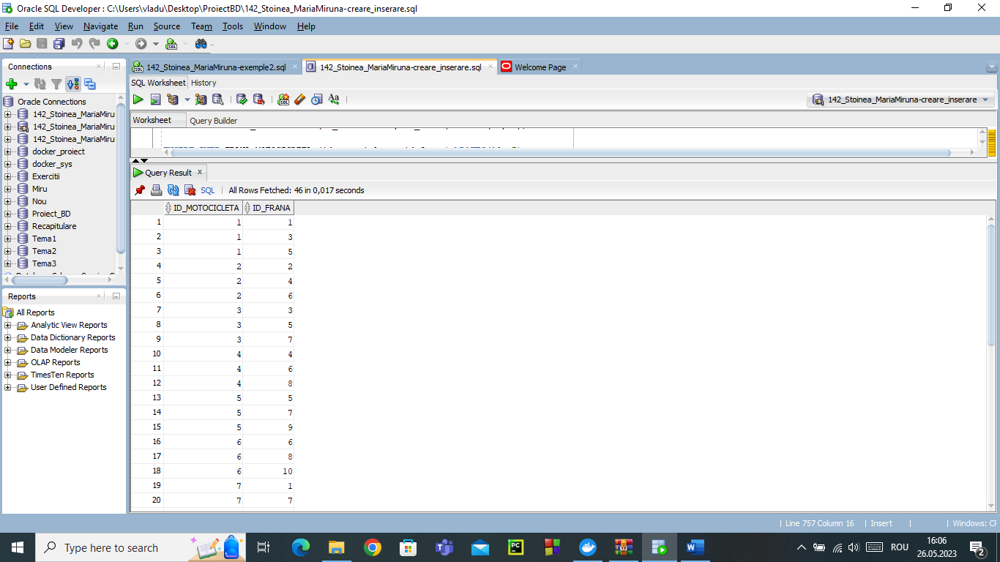 Oracle SQL Developer : C:\Users\vladu\Desktop\ProiectBD\142_Stoinea_MariaMiruna-creare_inserare.sql
File Edit View Navigate Run Source Team Tools Window Help
Connections
Oracle Connections
142_Stoinea_MariaMiru
142_Stoinea_MariaMiru
142_Stoinea_MariaMiru
docker_proiect
docker_sys
Exercitii
Miru
Nou
Proiect_BD
Recapitulare
Tema1
Tema2
Tema3
Reports
All Reports
Analytic View Reports
Data Dictionary Reports
Data Modeler Reports
OLAP Reports
TimesTen Reports
User Defined Reports
142_Stoinea_MariaMiruna-exemple2.sql 142_Stoinea_MariaMiruna-creare_inserare.sql Welcome Page
SQL Worksheet History
142_Stoinea_MariaMiruna-creare_inserare
Worksheet Query Builder
Query Result
SQL | All Rows Fetched: 46 in 0,017 seconds
ID_MOTOCICLETA ID_FRANA
1 1 1
2 1 3
3 1 5
4 2 2
5 2 4
6 2 6
7 3 3
8 3 5
9 3 7
10 4 4
11 4 6
12 4 8
13 5 5
14 5 7
15 5 9
16 6 6
17 6 8
18 6 10
19 7 1
20 7 7
Line 757 Column 16 | Insert | Windows: CR
Type here to search
ROU
16:06
26.05.2023
2